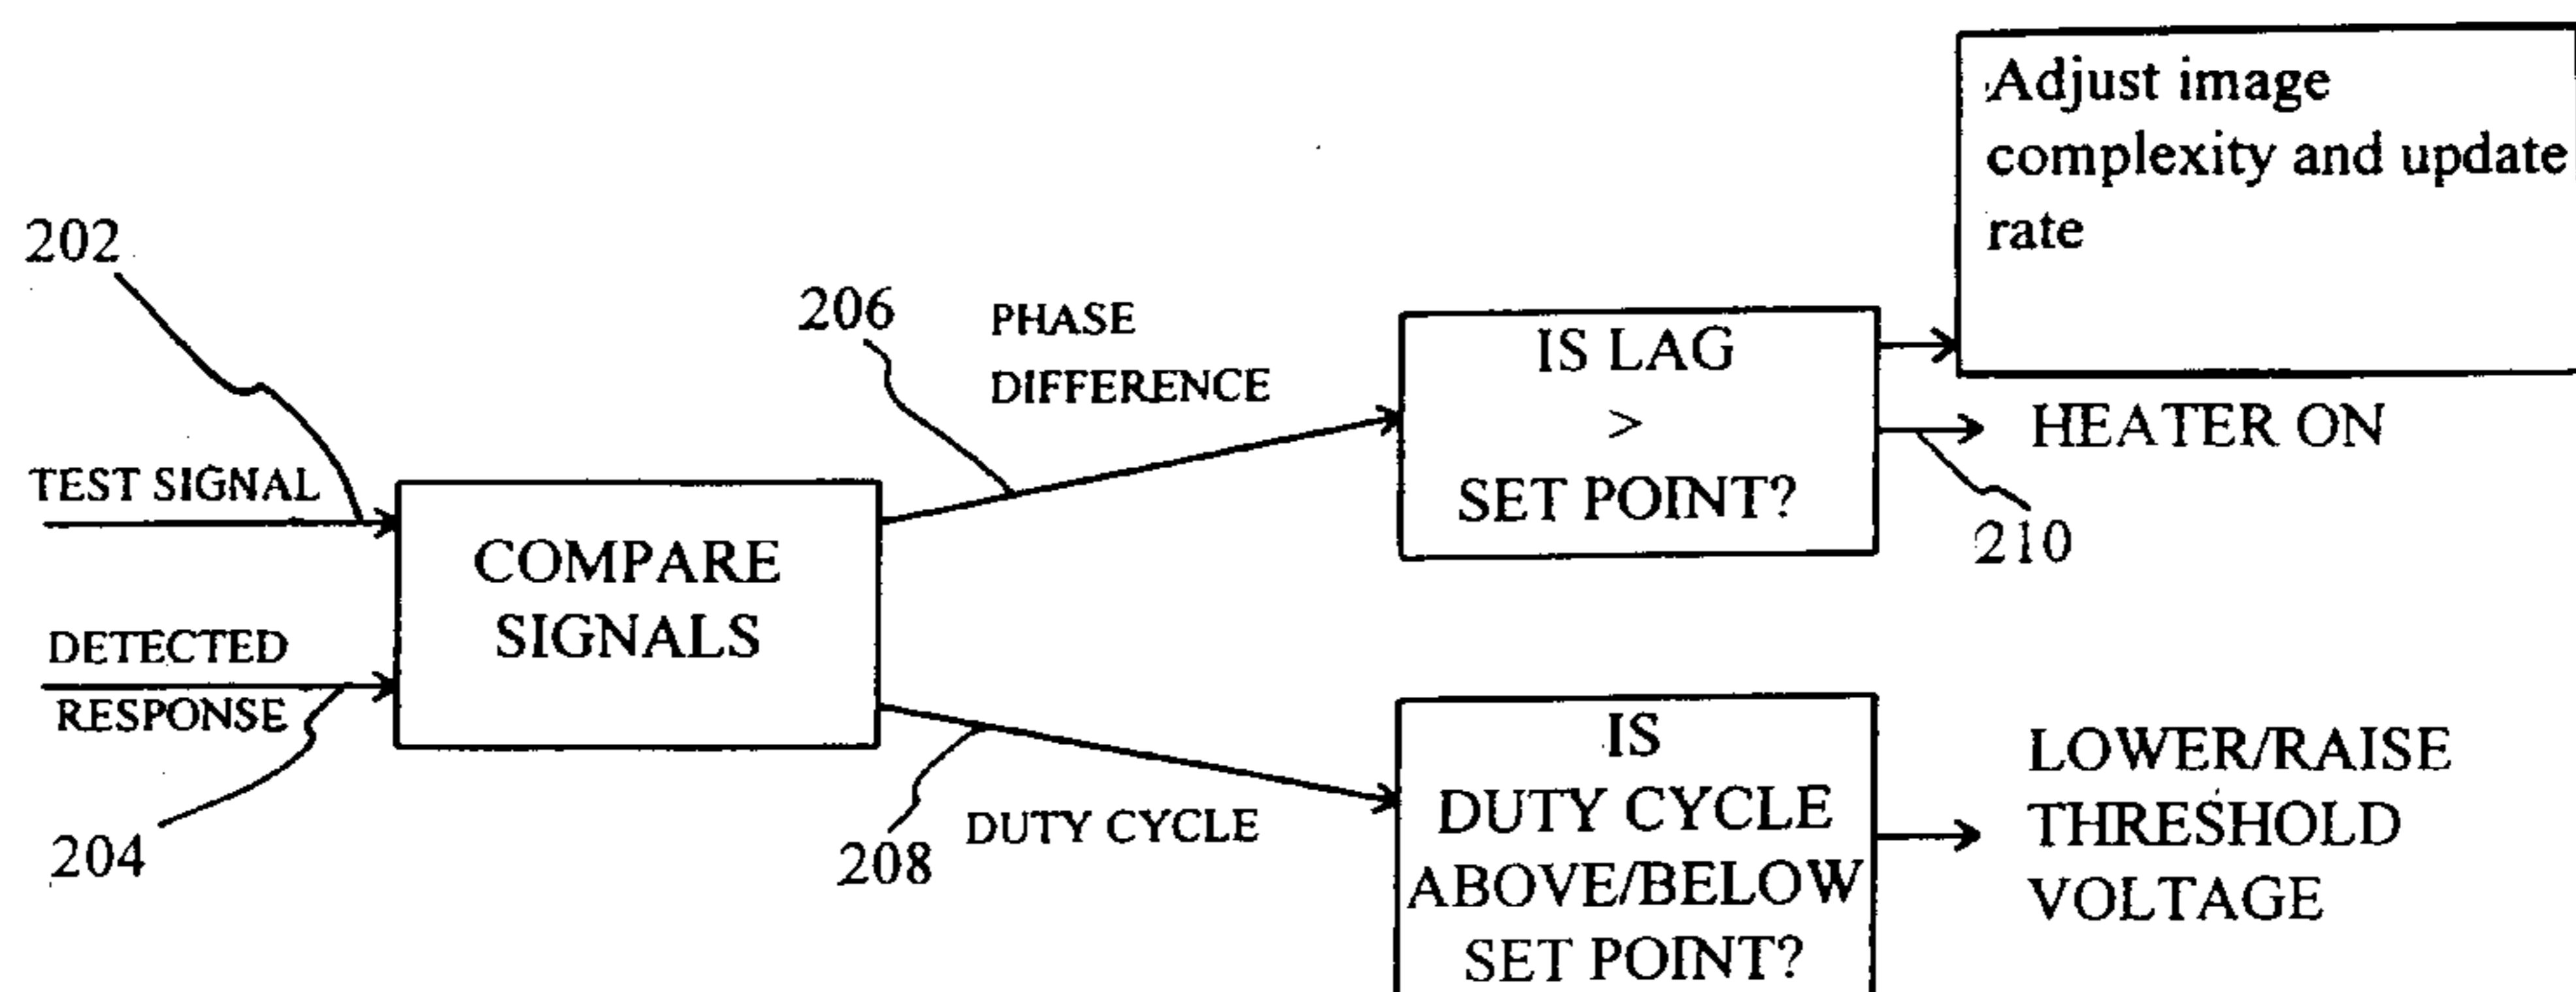 Adjust image
complexity and update
rate
202
206
PHASE
DIFFERENCE
IS LAG
>
SET POINT?
HEATER ON
210
TEST SIGNAL
COMPARE
SIGNALS
DETECTED
RESPONSE
204
208
DUTY CYCLE
IS
DUTY CYCLE
ABOVE/BELOW
SET POINT?
LOWER/RAISE
THRESHOLD
VOLTAGE